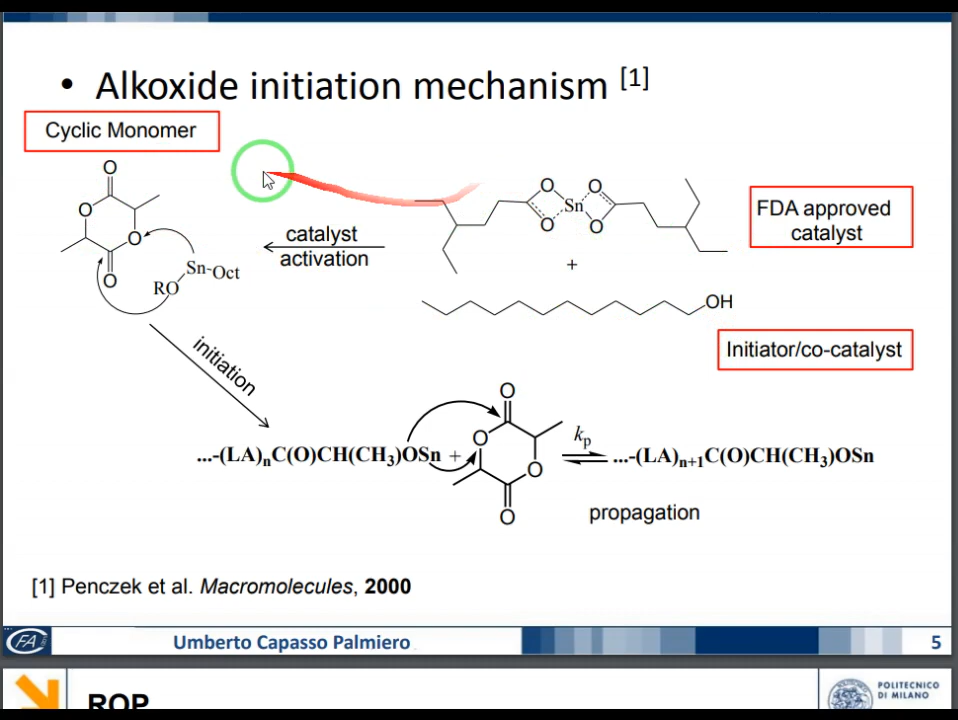 • Alkoxide initiation mechanism [1]
Cyclic Monomer
O
O
O
O
Sn-Oct
RO
catalyst
activation
O
O
Sn
O
O
+
OH
FDA approved
catalyst
Initiator/co-catalyst
initiation
...-(LA)nC(O)CH(CH3)OSn +
O
O
O
O
kp
...-(LA)n+1C(O)CH(CH3)OSn
propagation
[1] Penczek et al. Macromolecules, 2000
CFA
Umberto Capasso Palmiero
5
ROP
POLITECNICO
DI MILANO